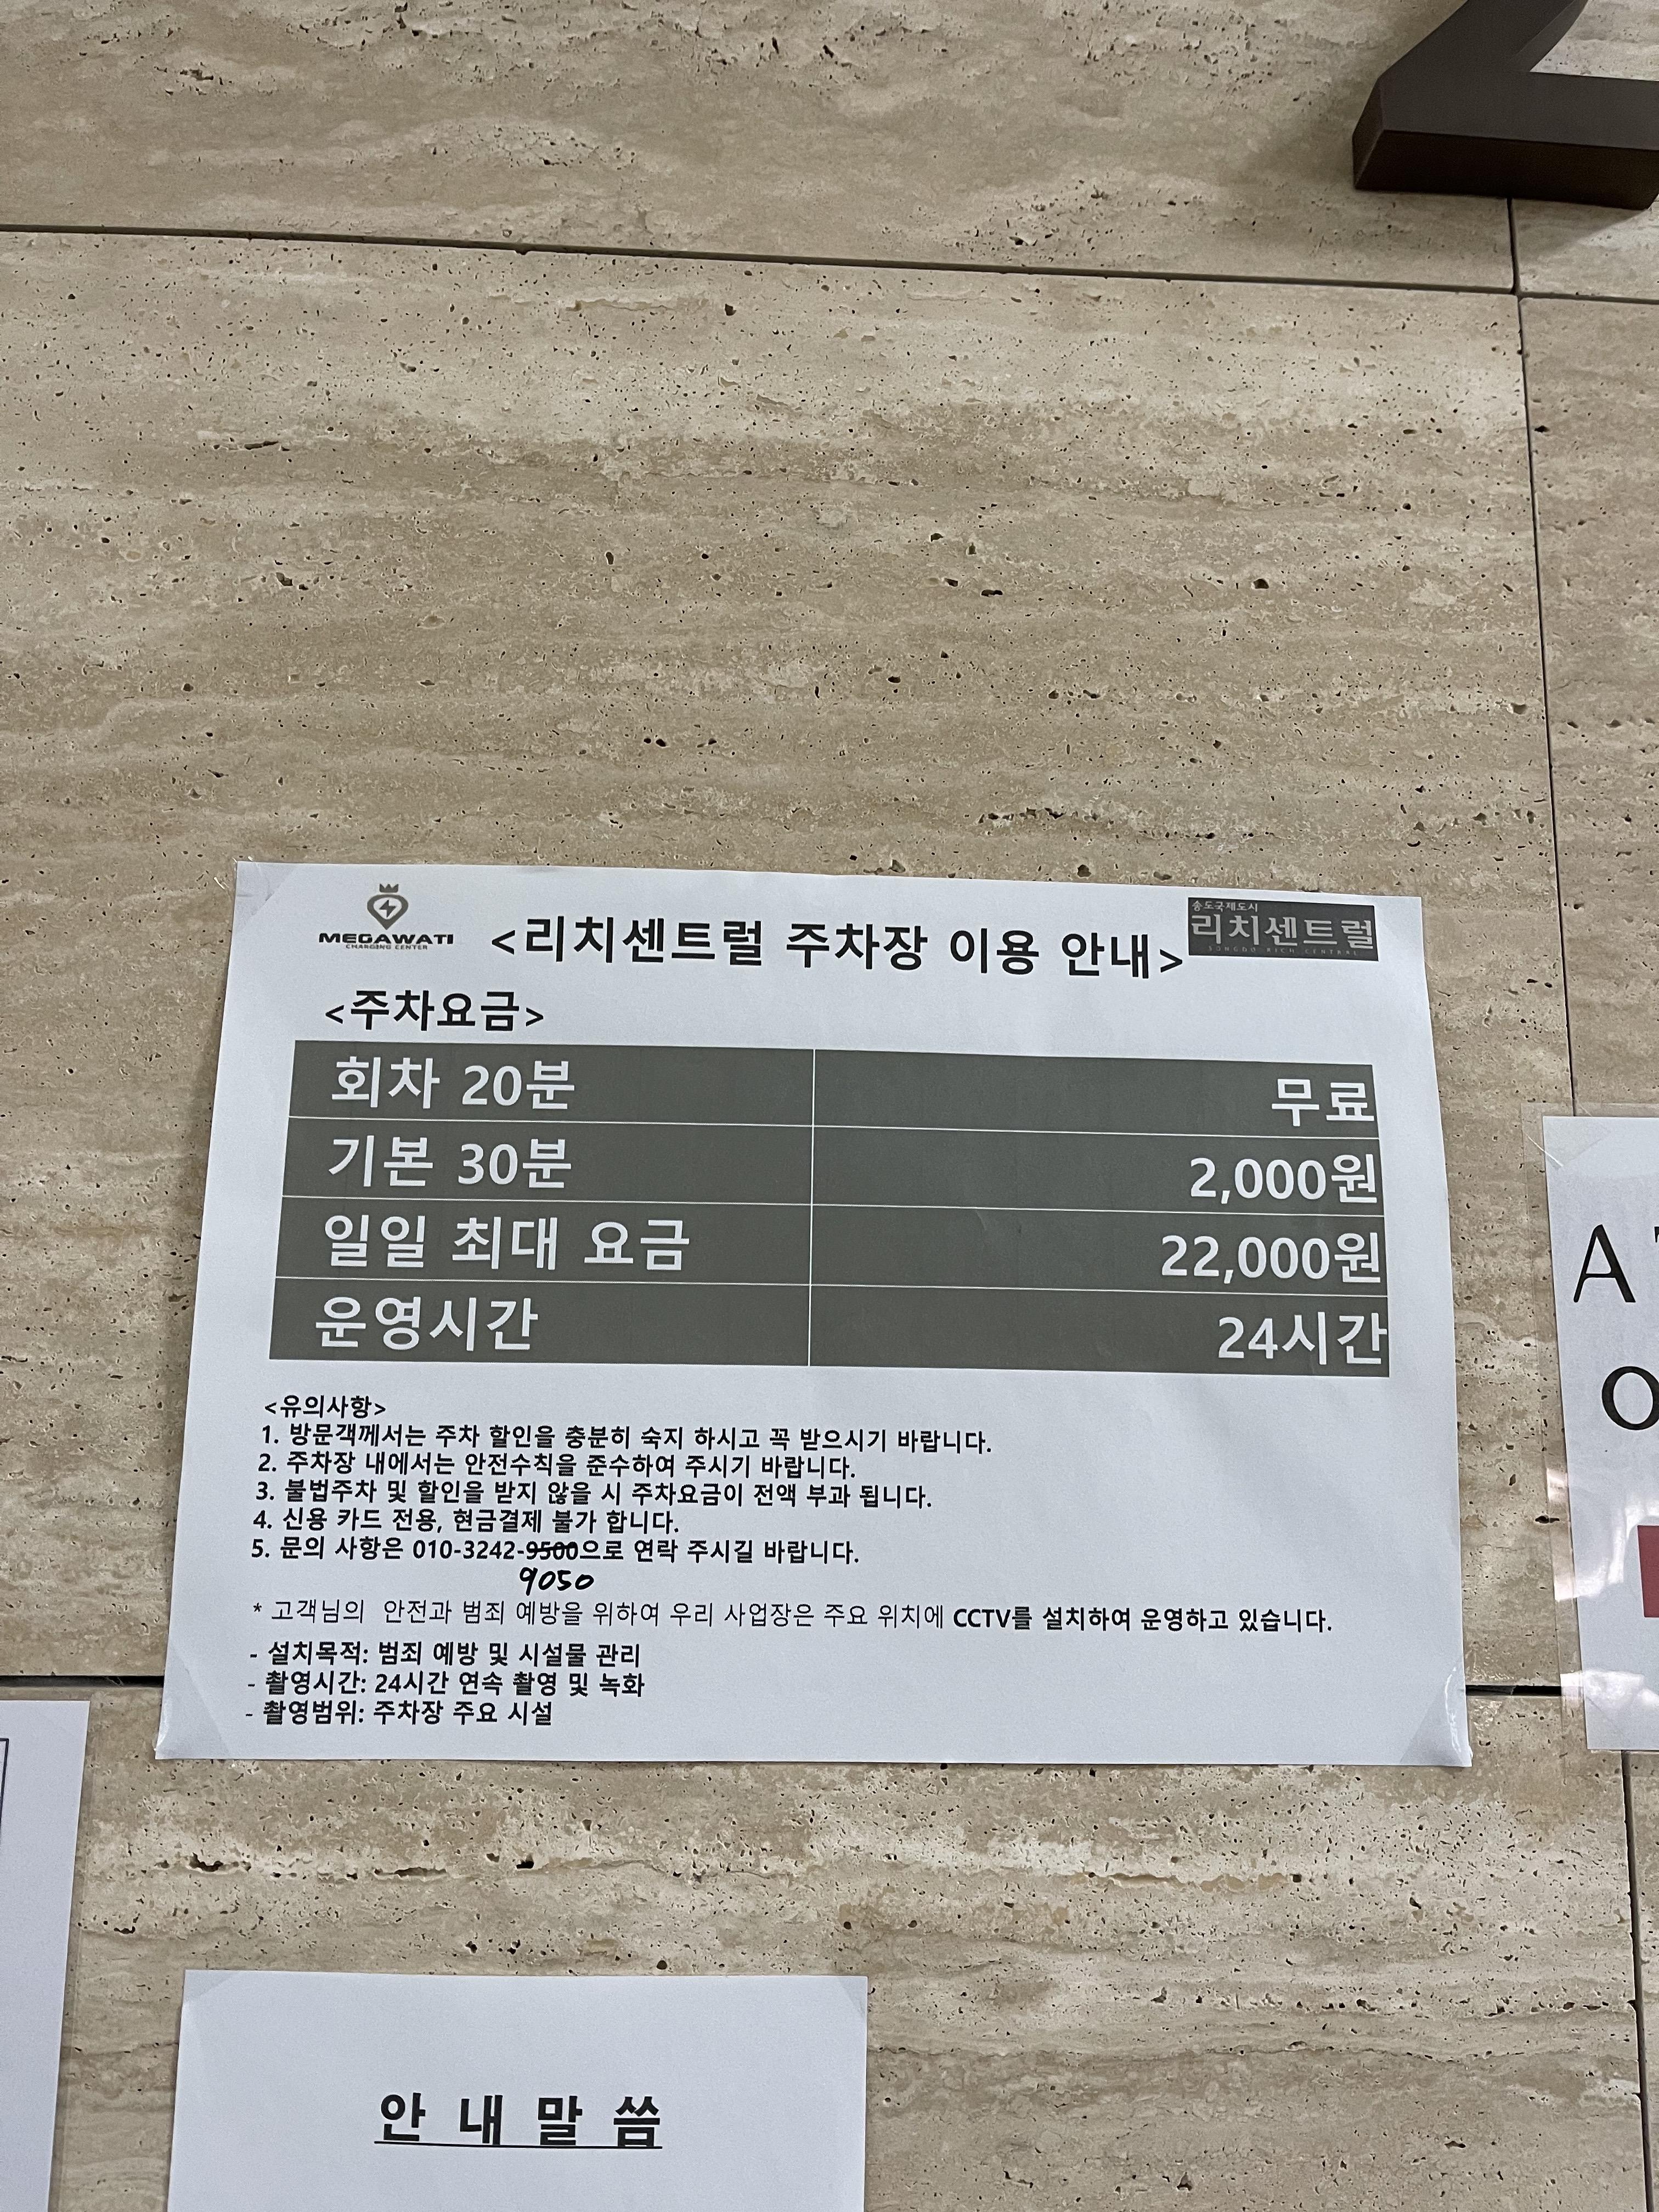 MEGAWATI
CHARGING CENTER
<리치센트럴 주차장 이용 안내>
송도국제도시
리치센트럴
SONGDO RICH CENTRAL
<주차요금>
회차 20분 무료
기본 30분 2,000원
일일 최대 요금 22,000원
운영시간 24시간
<유의사항>
1. 방문객께서는 주차 할인을 충분히 숙지 하시고 꼭 받으시기 바랍니다.
2. 주차장 내에서는 안전수칙을 준수하여 주시기 바랍니다.
3. 불법주차 및 할인을 받지 않을 시 주차요금이 전액 부과 됩니다.
4. 신용 카드 전용, 현금결제 불가 합니다.
5. 문의 사항은 010-3242-9500으로 연락 주시길 바랍니다.
9050
* 고객님의 안전과 범죄 예방을 위하여 우리 사업장은 주요 위치에 CCTV를 설치하여 운영하고 있습니다.
- 설치목적: 범죄 예방 및 시설물 관리
- 촬영시간: 24시간 연속 촬영 및 녹화
- 촬영범위: 주차장 주요 시설
안 내 말 씀